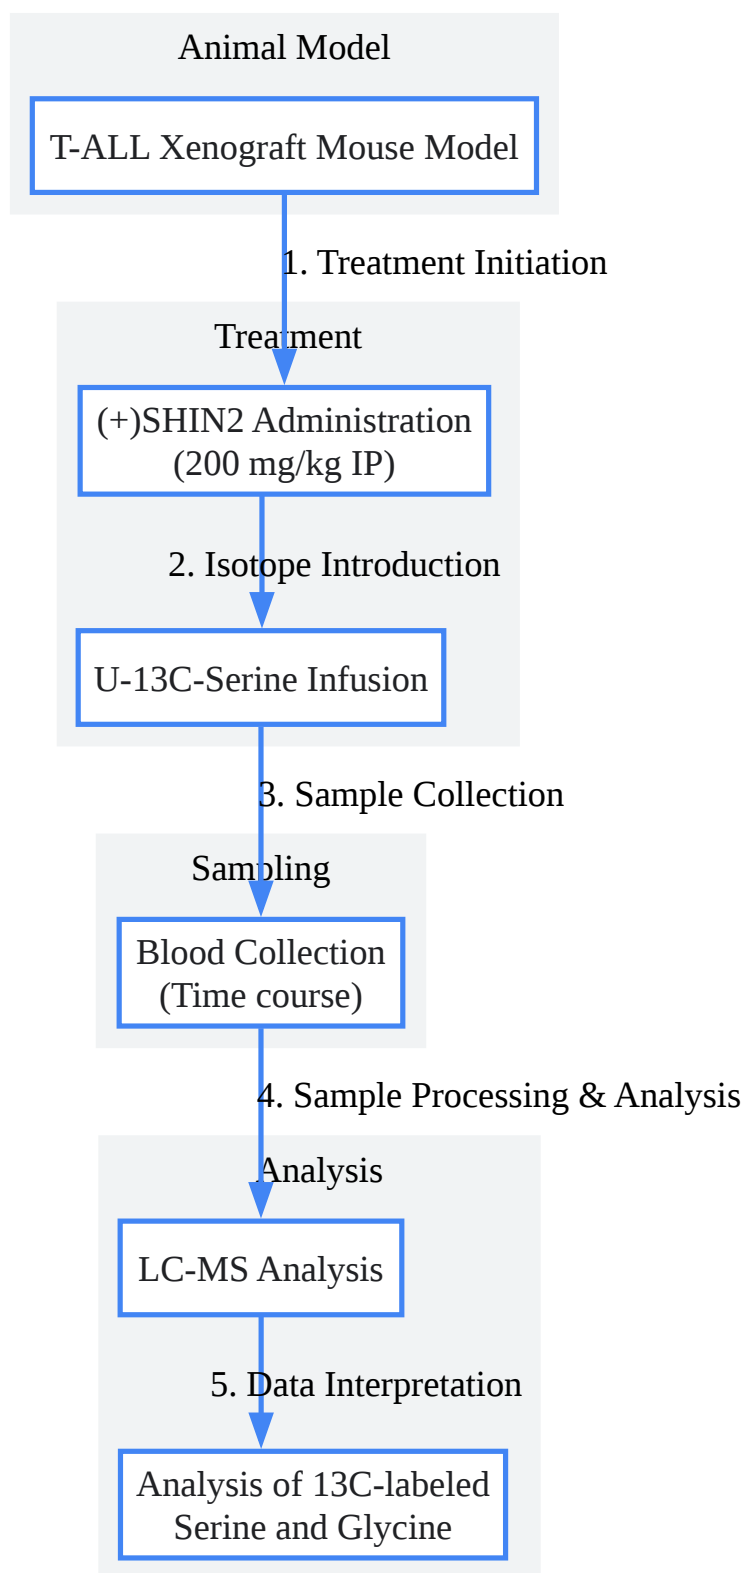 Animal Model
T-ALL Xenograft Mouse Model
1. Treatment Initiation
Treatment
(+)SHIN2 Administration
(200 mg/kg IP)
2. Isotope Introduction
U-13C-Serine Infusion
3. Sample Collection
Sampling
Blood Collection
(Time course)
4. Sample Processing & Analysis
Analysis
LC-MS Analysis
5. Data Interpretation
Analysis of 13C-labeled
Serine and Glycine